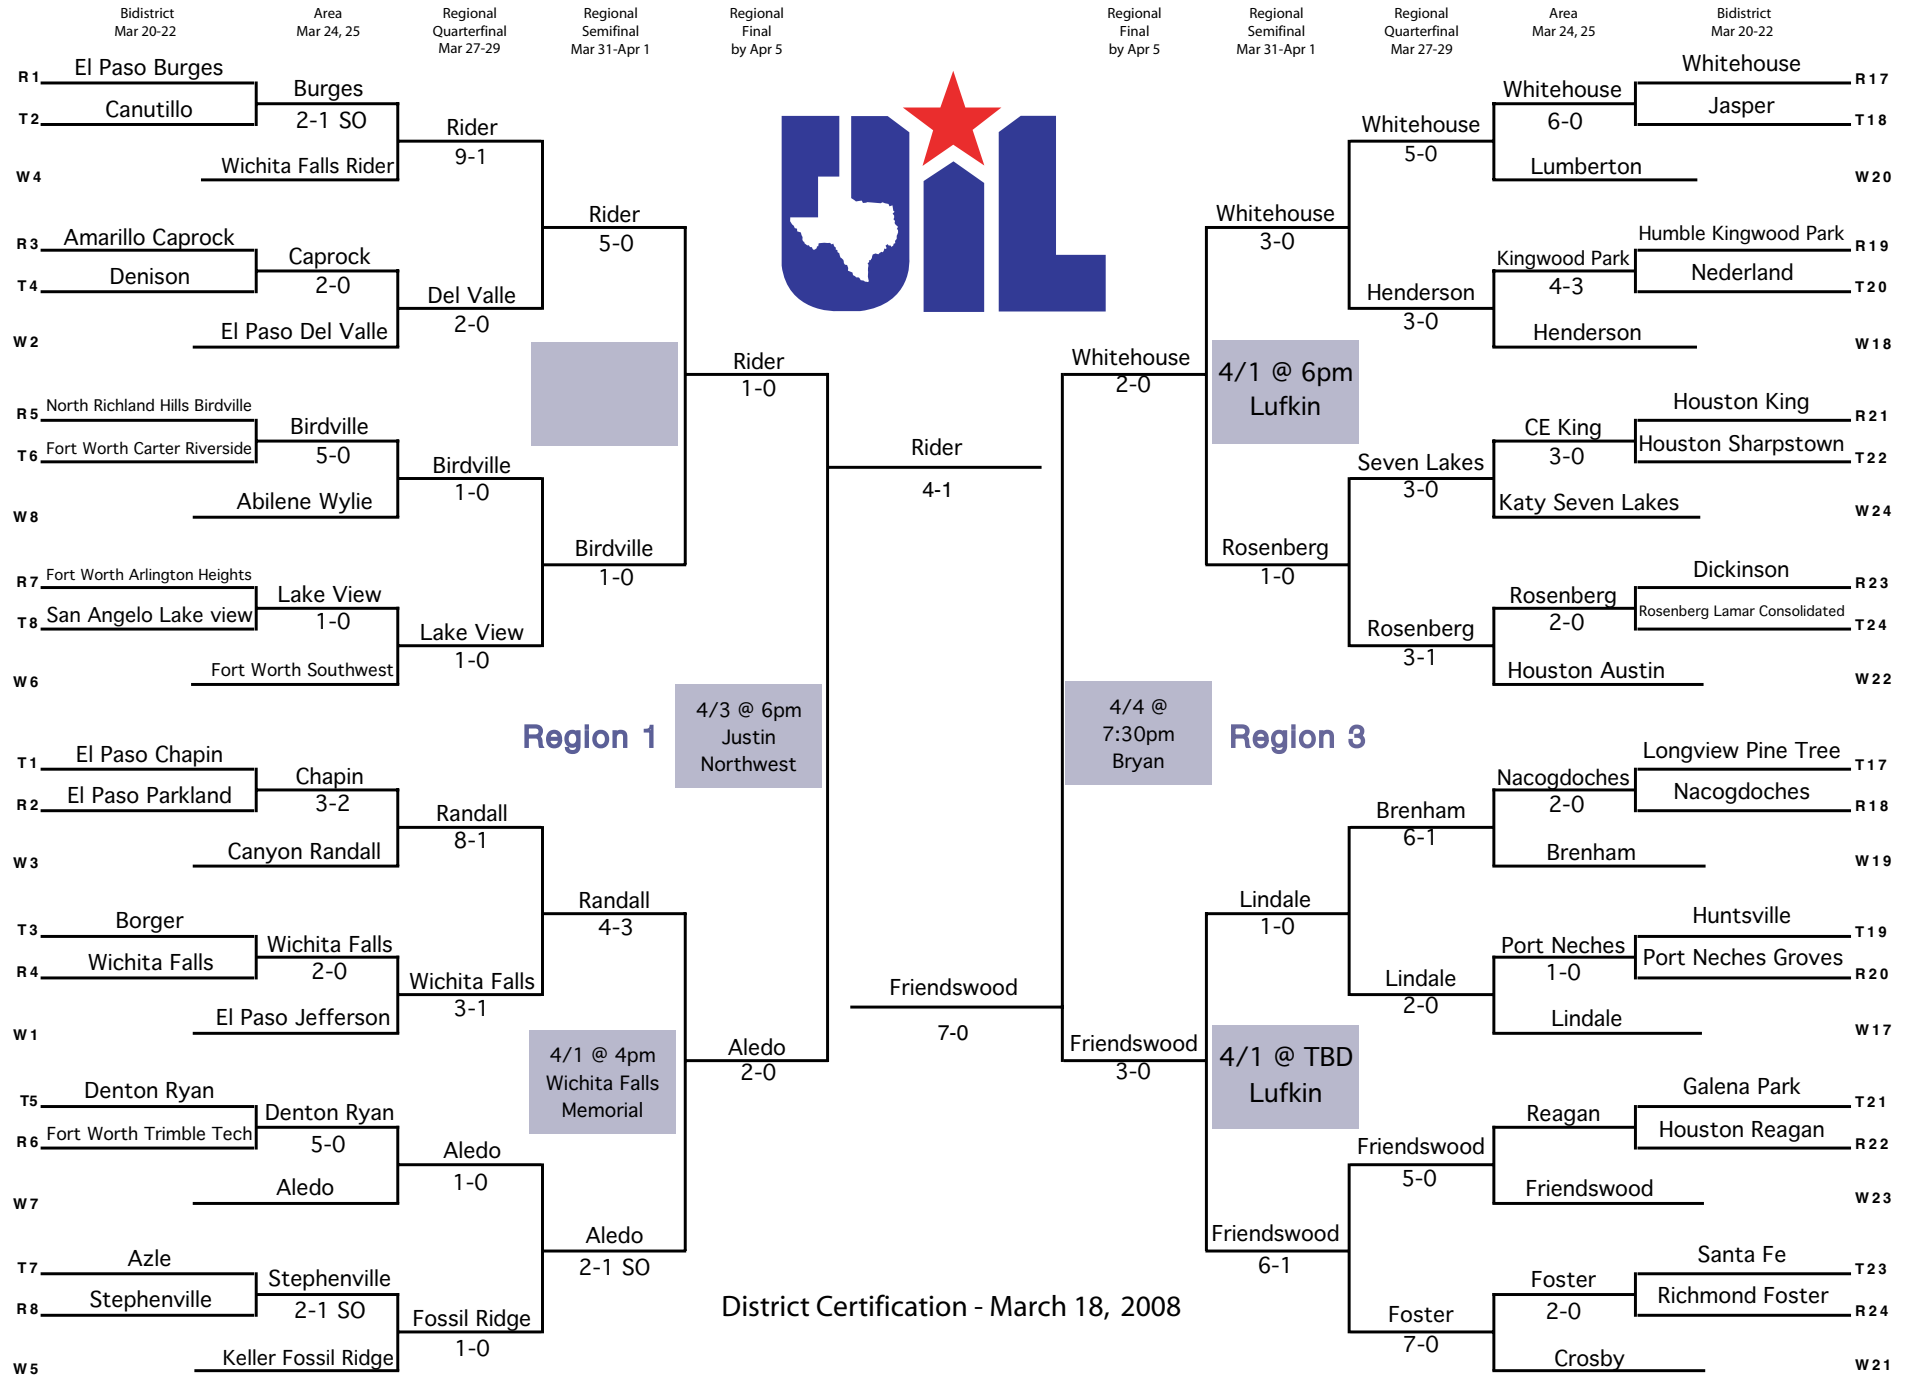 Bidistrict
Mar 20-22
Area
Mar 24, 25
Regional
Quarterfinal
Mar 27-29
Regional
Semifinal
Mar 31-Apr 1
Regional
Final
by Apr 5
Regional
Final
by Apr 5
Regional
Semifinal
Mar 31-Apr 1
Regional
Quarterfinal
Mar 27-29
Area
Mar 24, 25
Bidistrict
Mar 20-22
R1 El Paso Burges
T2 Canutillo
Burges
2-1 SO
W4 Wichita Falls Rider
Rider
9-1
R3 Amarillo Caprock
T4 Denison
Caprock
2-0
W2 El Paso Del Valle
Del Valle
2-0
Rider
5-0
R5 North Richland Hills Birdville
T6 Fort Worth Carter Riverside
Birdville
5-0
W8 Abilene Wylie
Birdville
1-0
R7 Fort Worth Arlington Heights
T8 San Angelo Lake view
Lake View
1-0
W6 Fort Worth Southwest
Lake View
1-0
Birdville
1-0
Rider
1-0
Region 1
4/3 @ 6pm
Justin
Northwest
T1 El Paso Chapin
R2 El Paso Parkland
Chapin
3-2
W3 Canyon Randall
Randall
8-1
T3 Borger
R4 Wichita Falls
Wichita Falls
2-0
W1 El Paso Jefferson
Wichita Falls
3-1
Randall
4-3
4/1 @ 4pm
Wichita Falls
Memorial
T5 Denton Ryan
R6 Fort Worth Trimble Tech
Denton Ryan
5-0
W7 Aledo
Aledo
1-0
T7 Azle
R8 Stephenville
Stephenville
2-1 SO
W5 Keller Fossil Ridge
Fossil Ridge
1-0
Aledo
2-1 SO
Aledo
2-0
Rider
4-1
UIL
Friendswood
7-0
Whitehouse R17
Jasper T18
Whitehouse
6-0
Lumberton W20
Whitehouse
5-0
Humble Kingwood Park R19
Nederland T20
Kingwood Park
4-3
Henderson W18
Henderson
3-0
Whitehouse
3-0
4/1 @ 6pm
Lufkin
Houston King R21
Houston Sharpstown T22
CE King
3-0
Katy Seven Lakes W24
Seven Lakes
3-0
Dickinson R23
Rosenberg Lamar Consolidated T24
Rosenberg
2-0
Houston Austin W22
Rosenberg
3-1
Rosenberg
1-0
Whitehouse
2-0
4/4 @
7:30pm
Bryan
Region 3
Longview Pine Tree T17
Nacogdoches R18
Nacogdoches
2-0
Brenham W19
Brenham
6-1
Huntsville T19
Port Neches Groves R20
Port Neches
1-0
Lindale W17
Lindale
2-0
Lindale
1-0
4/1 @ TBD
Lufkin
Galena Park T21
Houston Reagan R22
Reagan
Friendswood W23
Friendswood
5-0
Santa Fe T23
Richmond Foster R24
Foster
2-0
Crosby W21
Foster
7-0
Friendswood
6-1
Friendswood
3-0
District Certification - March 18, 2008